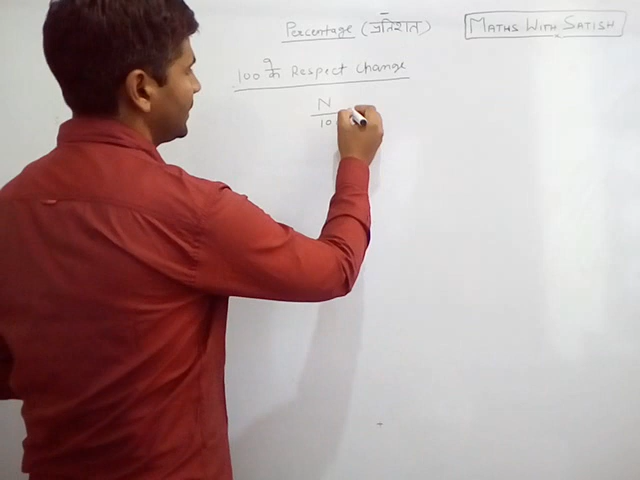 Percentage (प्रतिशत)
MATHS WITH SATISH
100 के Respect Change
N
10